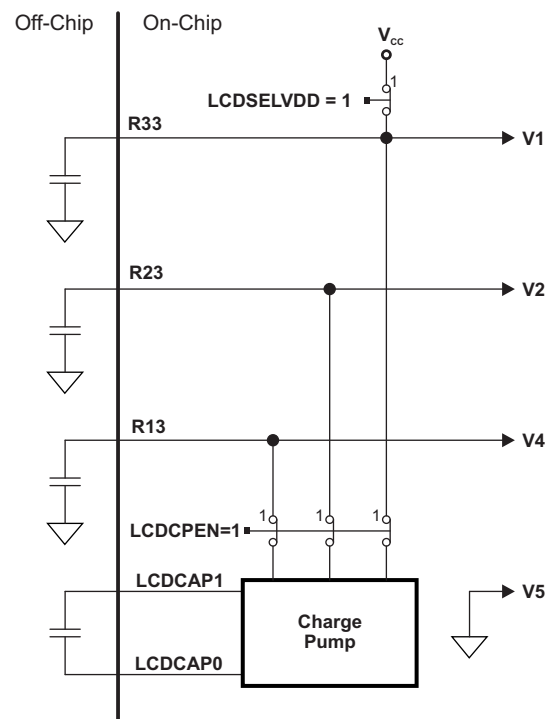 Off-Chip
On-Chip
Vcc
1
LCDSELVDD = 1
R33
V1
R23
V2
R13
V4
1
1
1
LCDCPEN=1
LCDCAP1
V5
Charge
Pump
LCDCAP0